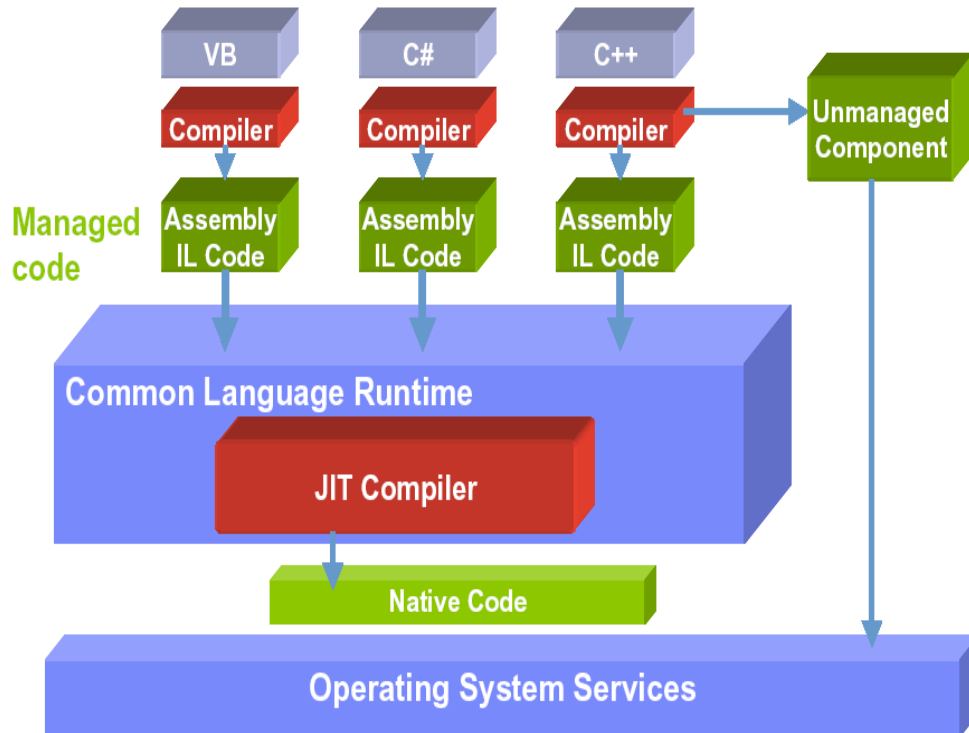 VB
C#
C++
Compiler
Compiler
Compiler
Unmanaged
Component
Managed
code
Assembly
IL Code
Assembly
IL Code
Assembly
IL Code
Common Language Runtime
JIT Compiler
Native Code
Operating System Services